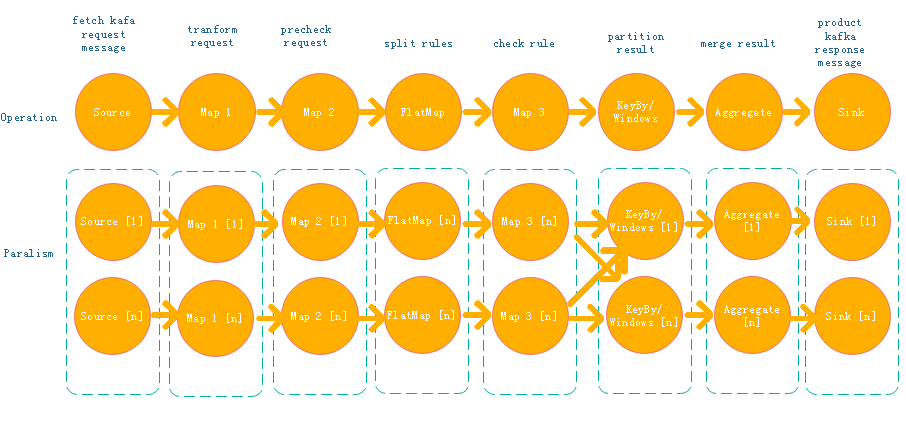 fetch kafa
request
message
tranform
request
precheck
request
split rules
check rule
partition
result
merge result
product
kafka
response
message
Operation
Source
Map 1
Map 2
FlatMap
Map 3
KeyBy/
Windows
Aggregate
Sink
Paralism
Source [1]
Map 1 [1]
Map 2 [1]
FlatMap [n]
Map 3 [n]
KeyBy/
Windows [1]
Aggregate
[1]
Sink [1]
Source [n]
Map 1 [n]
Map 2 [n]
FlatMap [n]
Map 3 [n]
KeyBy/
Windows [n]
Aggregate
[n]
Sink [n]